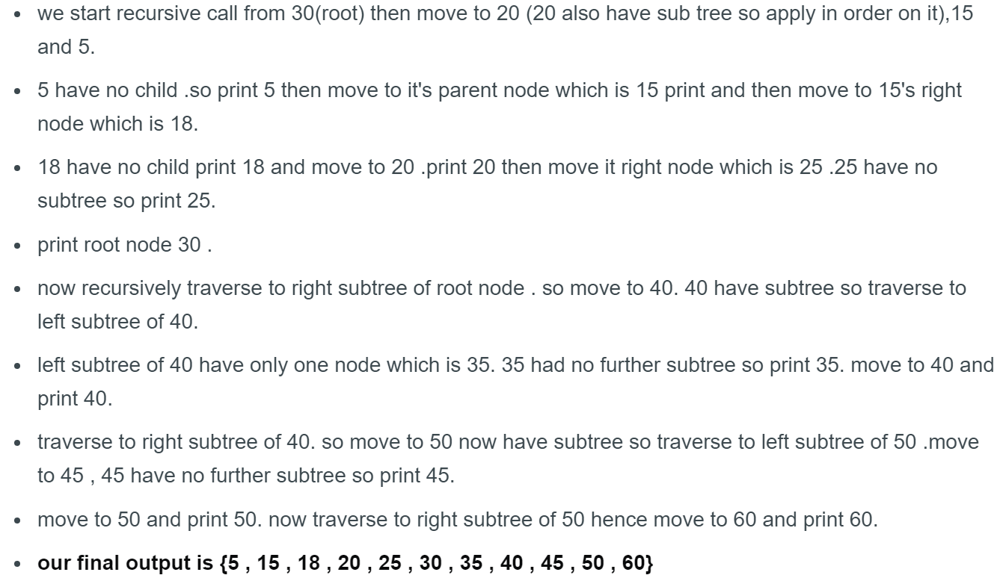 • we start recursive call from 30(root) then move to 20 (20 also have sub tree so apply in order on it),15
and 5.
• 5 have no child .so print 5 then move to it's parent node which is 15 print and then move to 15's right
node which is 18.
• 18 have no child print 18 and move to 20 .print 20 then move it right node which is 25 .25 have no
subtree so print 25.
• print root node 30 .
• now recursively traverse to right subtree of root node . so move to 40. 40 have subtree so traverse to
left subtree of 40.
• left subtree of 40 have only one node which is 35. 35 had no further subtree so print 35. move to 40 and
print 40.
• traverse to right subtree of 40. so move to 50 now have subtree so traverse to left subtree of 50 .move
to 45 , 45 have no further subtree so print 45.
• move to 50 and print 50. now traverse to right subtree of 50 hence move to 60 and print 60.
• our final output is {5 , 15 , 18 , 20 , 25 , 30 , 35 , 40 , 45 , 50 , 60}